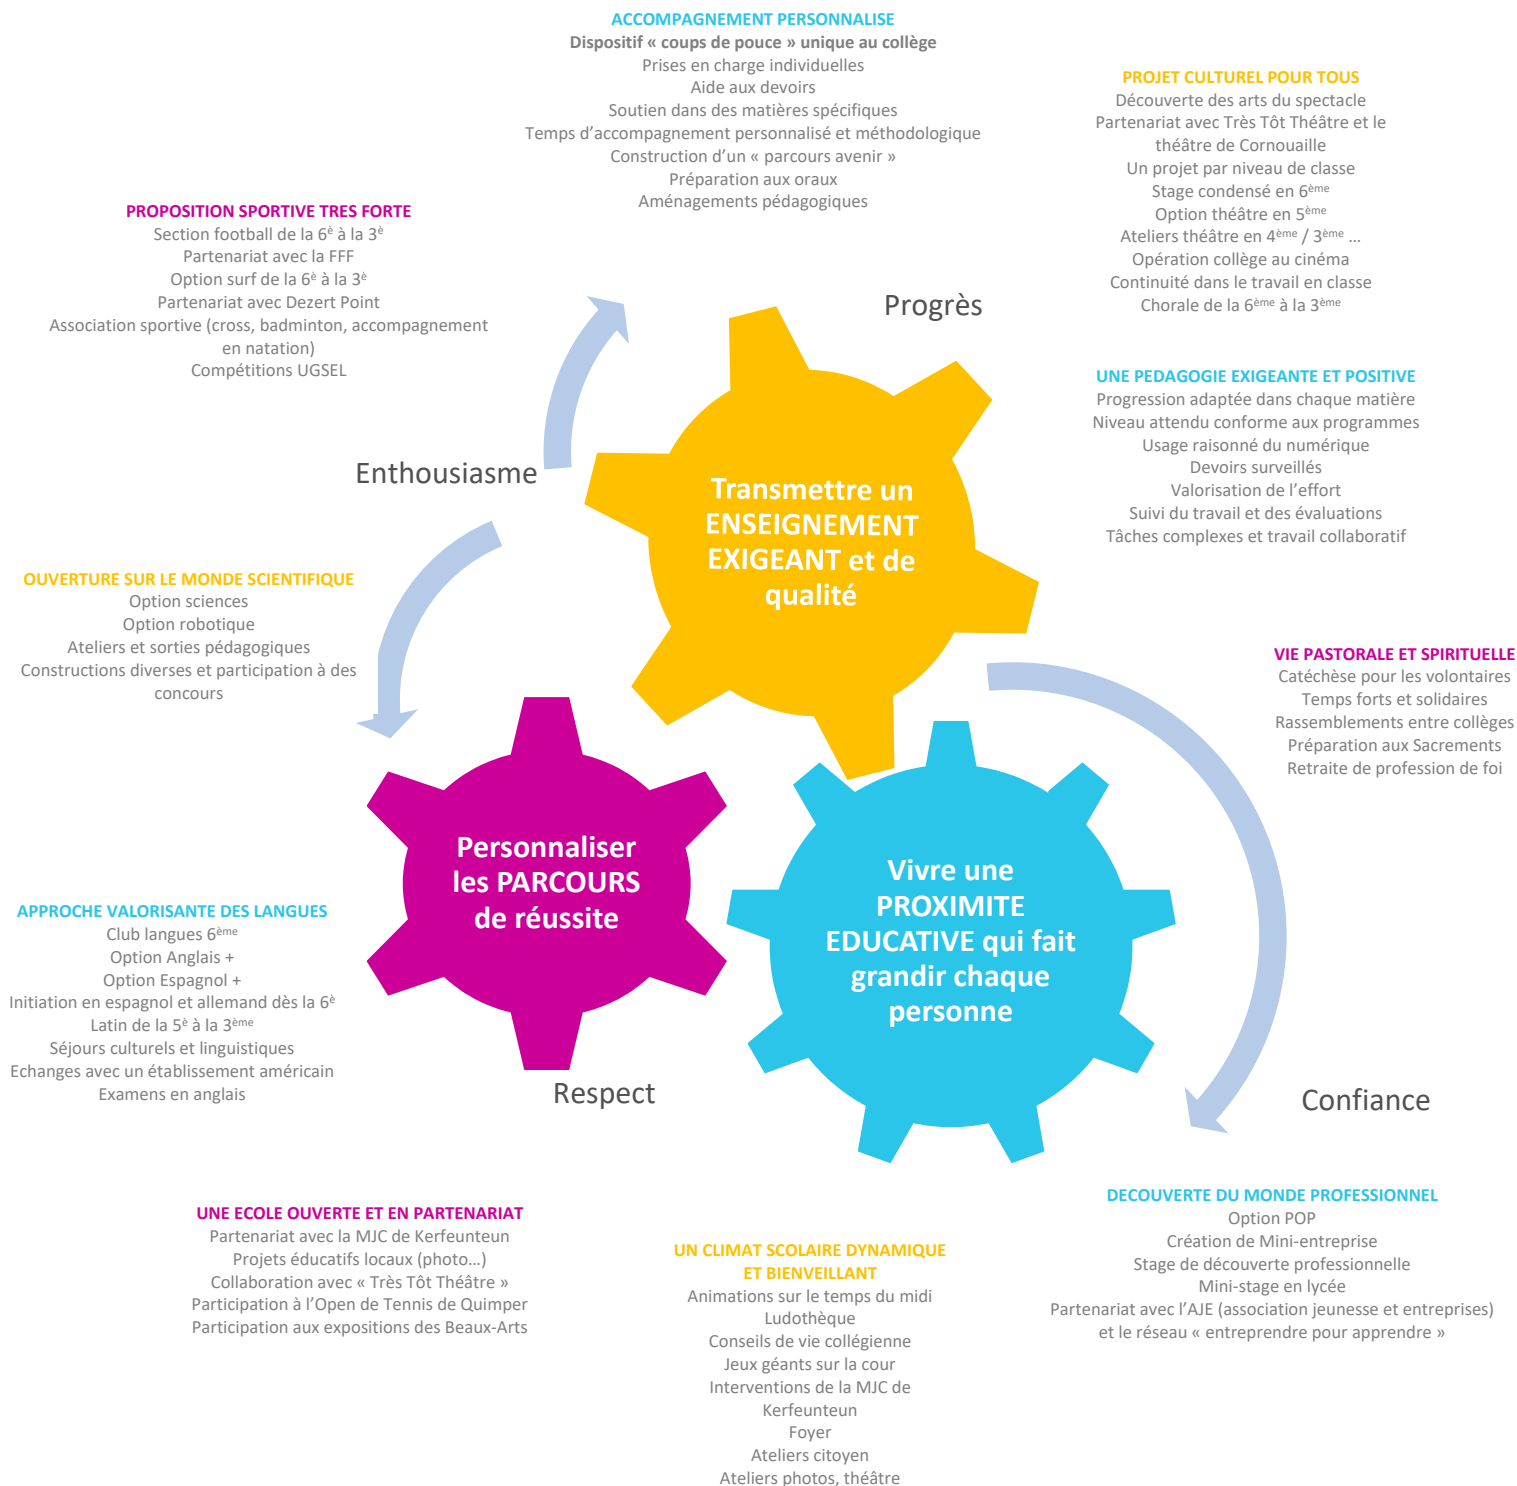 ACCOMPAGNEMENT PERSONNALISE
Dispositif « coups de pouce » unique au collège
Prises en charge individuelles
Aide aux devoirs
Soutien dans des matières spécifiques
Temps d’accompagnement personnalisé et méthodologique
Construction d’un « parcours avenir »
Préparation aux oraux
Aménagements pédagogiques
PROJET CULTUREL POUR TOUS
Découverte des arts du spectacle
Partenariat avec Très Tôt Théâtre et le
théâtre de Cornouaille
Un projet par niveau de classe
Stage condensé en 6ème
Option théâtre en 5ème
Ateliers théâtre en 4ème / 3ème …
Opération collège au cinéma
Continuité dans le travail en classe
Chorale de la 6ème à la 3ème
PROPOSITION SPORTIVE TRES FORTE
Section football de la 6è à la 3è
Partenariat avec la FFF
Option surf de la 6è à la 3è
Partenariat avec Dezert Point
Association sportive (cross, badminton, accompagnement
en natation)
Compétitions UGSEL
Progrès
UNE PEDAGOGIE EXIGEANTE ET POSITIVE
Progression adaptée dans chaque matière
Niveau attendu conforme aux programmes
Usage raisonné du numérique
Devoirs surveillés
Valorisation de l’effort
Suivi du travail et des évaluations
Tâches complexes et travail collaboratif
Enthousiasme
Transmettre un
ENSEIGNEMENT
EXIGEANT et de
qualité
OUVERTURE SUR LE MONDE SCIENTIFIQUE
Option sciences
Option robotique
Ateliers et sorties pédagogiques
Constructions diverses et participation à des
concours
VIE PASTORALE ET SPIRITUELLE
Catéchèse pour les volontaires
Temps forts et solidaires
Rassemblements entre collèges
Préparation aux Sacrements
Retraite de profession de foi
Personnaliser
les PARCOURS
de réussite
Vivre une
PROXIMITE
EDUCATIVE qui fait
grandir chaque
personne
APPROCHE VALORISANTE DES LANGUES
Club langues 6ème
Option Anglais +
Option Espagnol +
Initiation en espagnol et allemand dès la 6è
Latin de la 5è à la 3ème
Séjours culturels et linguistiques
Echanges avec un établissement américain
Examens en anglais
Respect
Confiance
UNE ECOLE OUVERTE ET EN PARTENARIAT
Partenariat avec la MJC de Kerfeunteun
Projets éducatifs locaux (photo…)
Collaboration avec « Très Tôt Théâtre »
Participation à l’Open de Tennis de Quimper
Participation aux expositions des Beaux-Arts
UN CLIMAT SCOLAIRE DYNAMIQUE
ET BIENVEILLANT
Animations sur le temps du midi
Ludothèque
Conseils de vie collégienne
Jeux géants sur la cour
Interventions de la MJC de
Kerfeunteun
Foyer
Ateliers citoyen
Ateliers photos, théâtre
DECOUVERTE DU MONDE PROFESSIONNEL
Option POP
Création de Mini-entreprise
Stage de découverte professionnelle
Mini-stage en lycée
Partenariat avec l’AJE (association jeunesse et entreprises)
et le réseau « entreprendre pour apprendre »